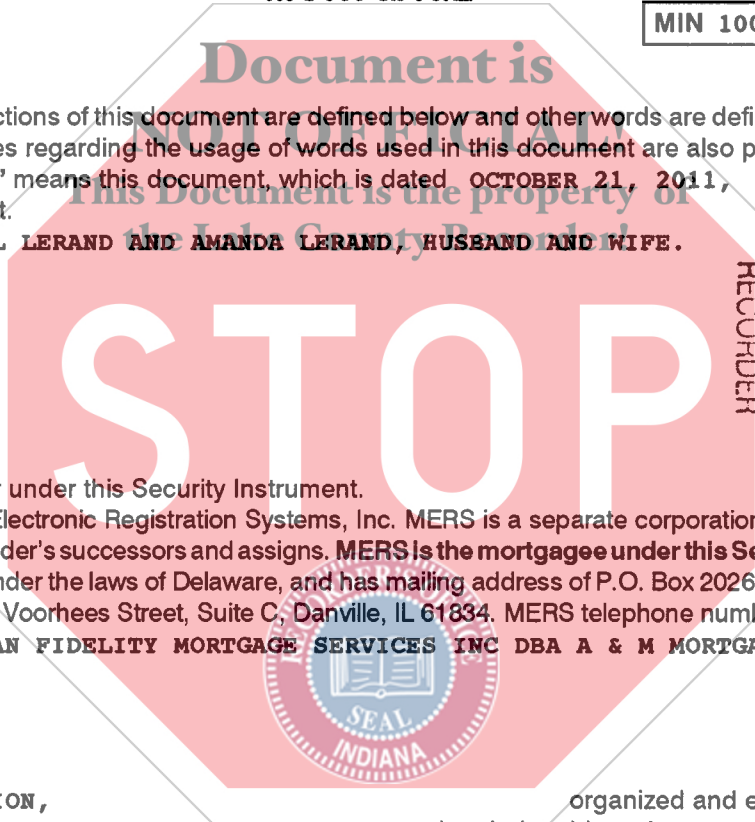 MIN 100
Document is
ctions of this document are defined below and other words are defi
NOT OFFICIAL!
es regarding the usage of words used in this document are also p
" means this document, which is dated OCTOBER 21, 2011,
This Document is the property of
t.
the Lake County Recorder!
L LERAND AND AMANDA LERAND, HUSBAND AND WIFE.
RECORDER
STOP
r under this Security Instrument.
Electronic Registration Systems, Inc. MERS is a separate corporation
der's successors and assigns. MERS is the mortgagee under this Se
nder the laws of Delaware, and has mailing address of P.O. Box 2026
Voorhees Street, Suite C, Danville, IL 61834. MERS telephone numb
AN FIDELITY MORTGAGE SERVICES INC DBA A & M MORTGA
SEAL
INDIANA
ION,
organized and e